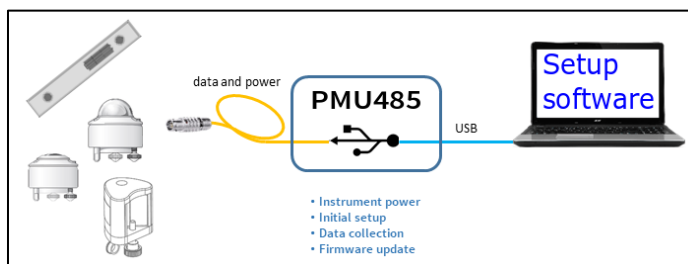 data and power
PMU485
USB
Setup
software
• Instrument power
• Initial setup
• Data collection
• Firmware update